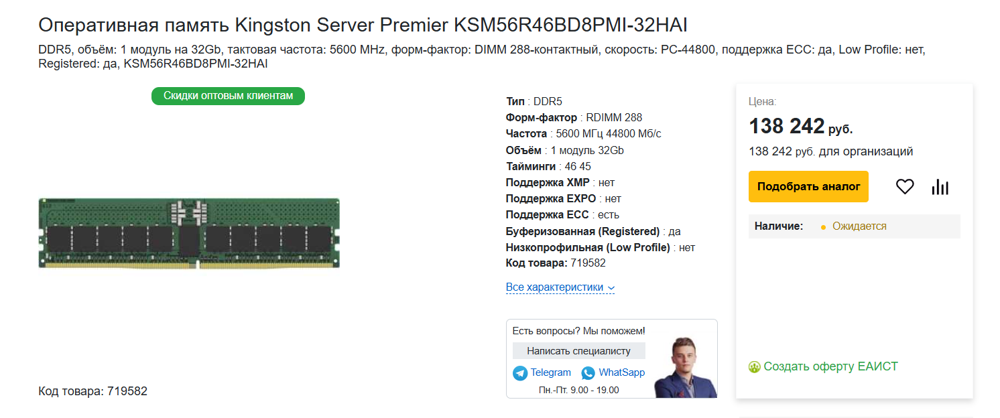 Оперативная память Kingston Server Premier KSM56R46BD8PMI-32HAI
DDR5, объём: 1 модуль на 32Gb, тактовая частота: 5600 MHz, форм-фактор: DIMM 288-контактный, скорость: PC-44800, поддержка ECC: да, Low Profile: нет,
Registered: да, KSM56R46BD8PMI-32HAI
Скидки оптовым клиентам
Тип : DDR5
Форм-фактор : RDIMM 288
Частота : 5600 МГц 44800 Мб/с
Объём : 1 модуль 32Gb
Тайминги : 46 45
Поддержка XMP : нет
Поддержка EXPO : нет
Поддержка ECC : есть
Буферизованная (Registered) : да
Низкопрофильная (Low Profile) : нет
Код товара: 719582
Все характеристики
Есть вопросы? Мы поможем!
Написать специалисту
Telegram WhatsApp
Пн.-Пт. 9.00 - 19.00
Цена:
138 242 руб.
138 242 руб. для организаций
Подобрать аналог
Наличие: Ожидается
Создать оферту ЕАИСТ
Код товара: 719582